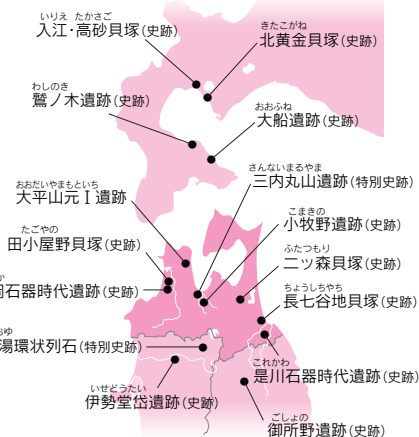 いりえ たかさご
入江・高砂貝塚(史跡)
きたこがね
北黄金貝塚(史跡)
わしのき
鷲ノ木遺跡(史跡)
おおふね
大船遺跡(史跡)
さんないまるやま
三内丸山遺跡(特別史跡)
おおだいやまもといち
大平山元Ⅰ遺跡
こまきの
小牧野遺跡(史跡)
たごやの
田小屋野貝塚(史跡)
ふたつもり
二ツ森貝塚(史跡)
か
岡石器時代遺跡(史跡)
ちょうしちやち
長七谷地貝塚(史跡)
おゆ
湯環状列石(特別史跡)
これかわ
是川石器時代遺跡(史跡)
いせどうたい
伊勢堂岱遺跡(史跡)
ごしょの
御所野遺跡(史跡)